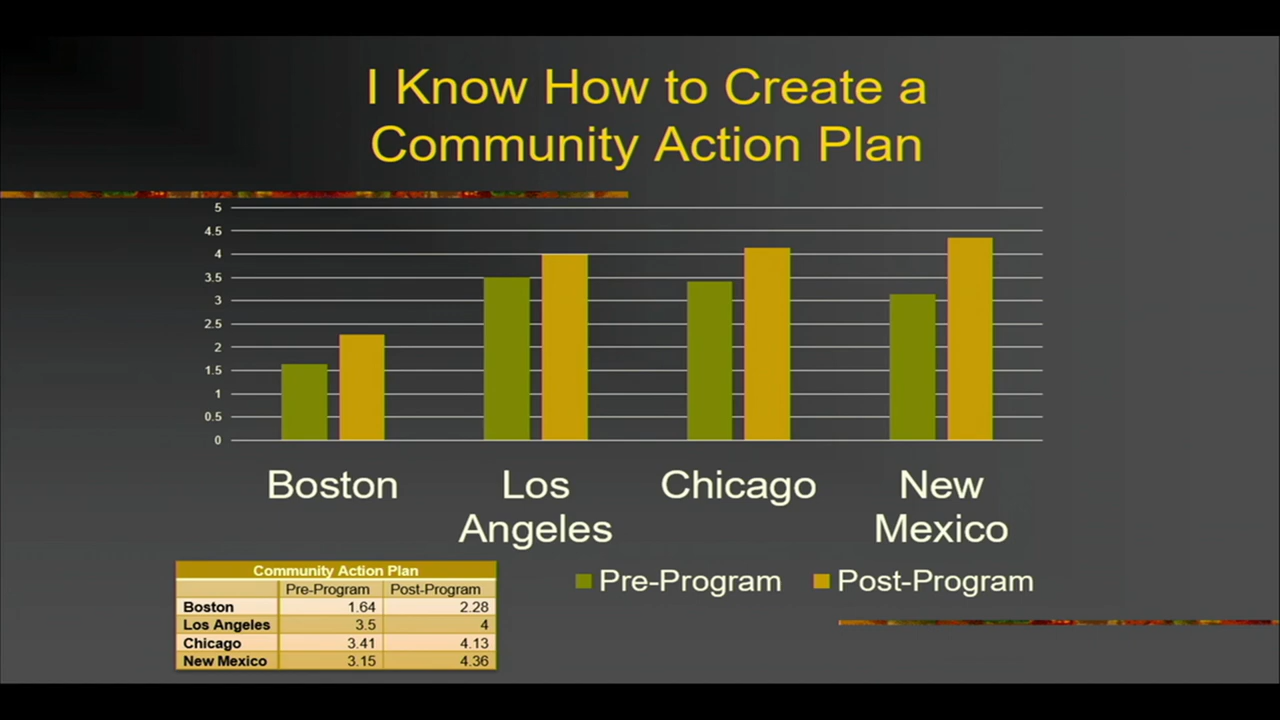 I Know How to Create a
Community Action Plan
5
4.5
4
3.5
3
2.5
2
1.5
1
0.5
0
Boston
Los
Angeles
Chicago
New
Mexico
Pre-Program
Post-Program
Community Action Plan
Pre-Program Post-Program
Boston 1.64 2.28
Los Angeles 3.5 4
Chicago 3.41 4.13
New Mexico 3.15 4.36